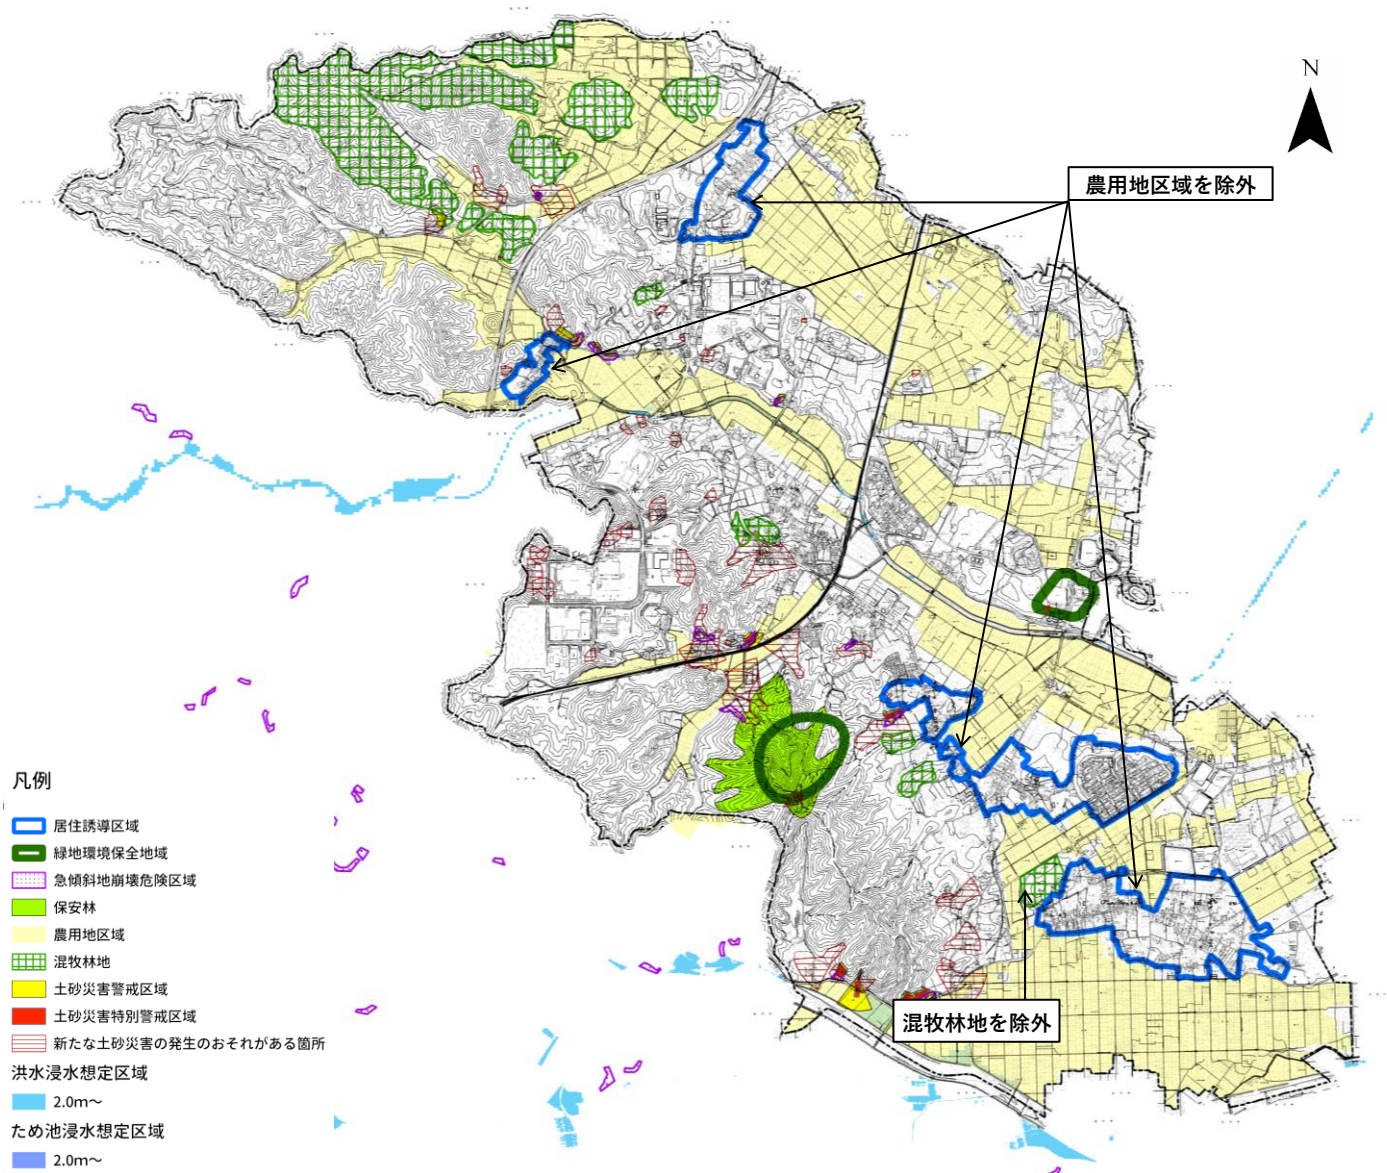 N
農用地区域を除外
混牧林地を除外
凡例
居住誘導区域
緑地環境保全地域
急傾斜地崩壊危険区域
保安林
農用地区域
混牧林地
土砂災害警戒区域
土砂災害特別警戒区域
新たな土砂災害の発生のおそれがある箇所
洪水浸水想定区域
2.0m～
ため池浸水想定区域
2.0m～